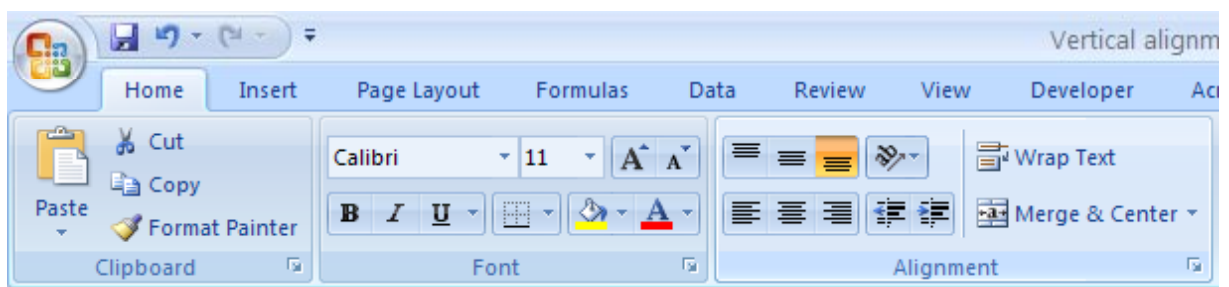 Vertical alignm
Home Insert Page Layout Formulas Data Review View Developer Acr
Cut
Calibri 11 A A Wrap Text
Copy
Paste B I U A a Merge & Center
Format Painter
Clipboard Font Alignment